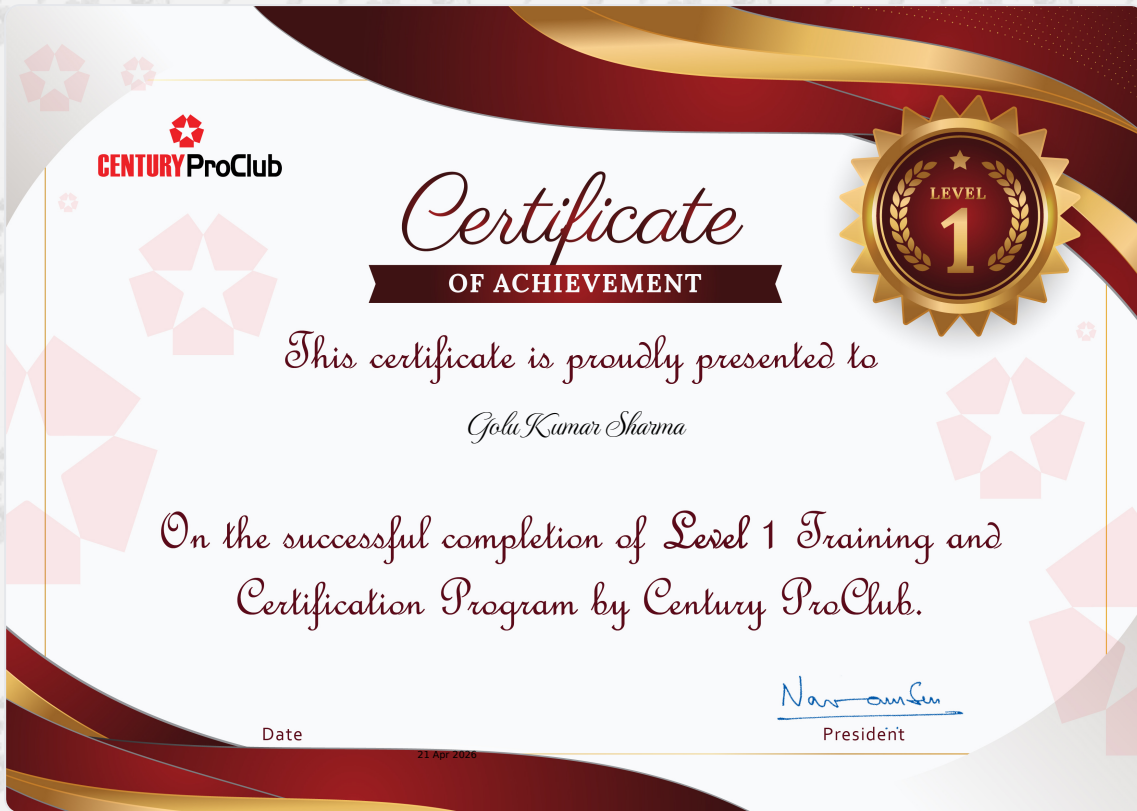 CENTURY ProClub
LEVEL
1
Certificate
OF ACHIEVEMENT
This certificate is proudly presented to
Golu Kumar Sharma
On the successful completion of Level 1 Training and
Certification Program by Century ProClub.
Date
President
21 Apr 2026